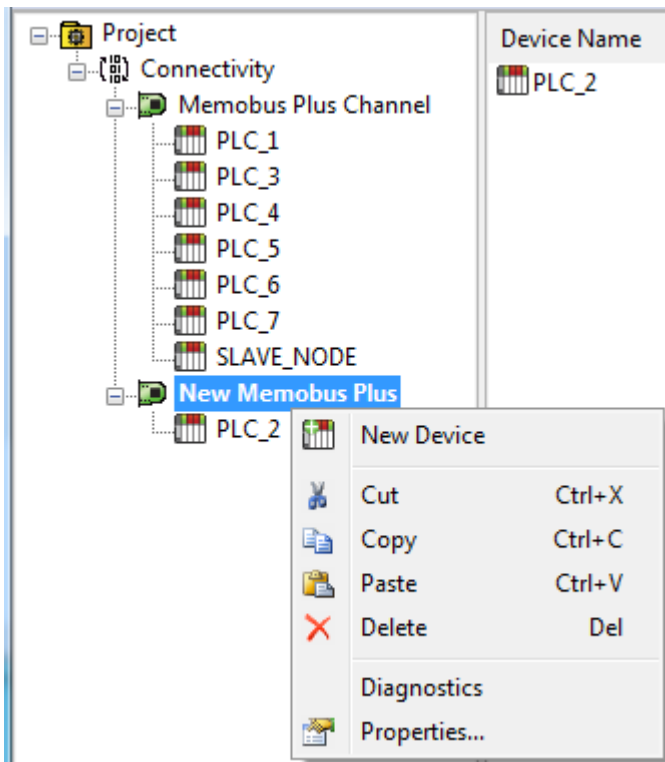 Project
Device Name
Connectivity
PLC_2
Memobus Plus Channel
PLC_1
PLC_3
PLC_4
PLC_5
PLC_6
PLC_7
SLAVE_NODE
New Memobus Plus
PLC_2
New Device
Cut Ctrl+X
Copy Ctrl+C
Paste Ctrl+V
Delete Del
Diagnostics
Properties...